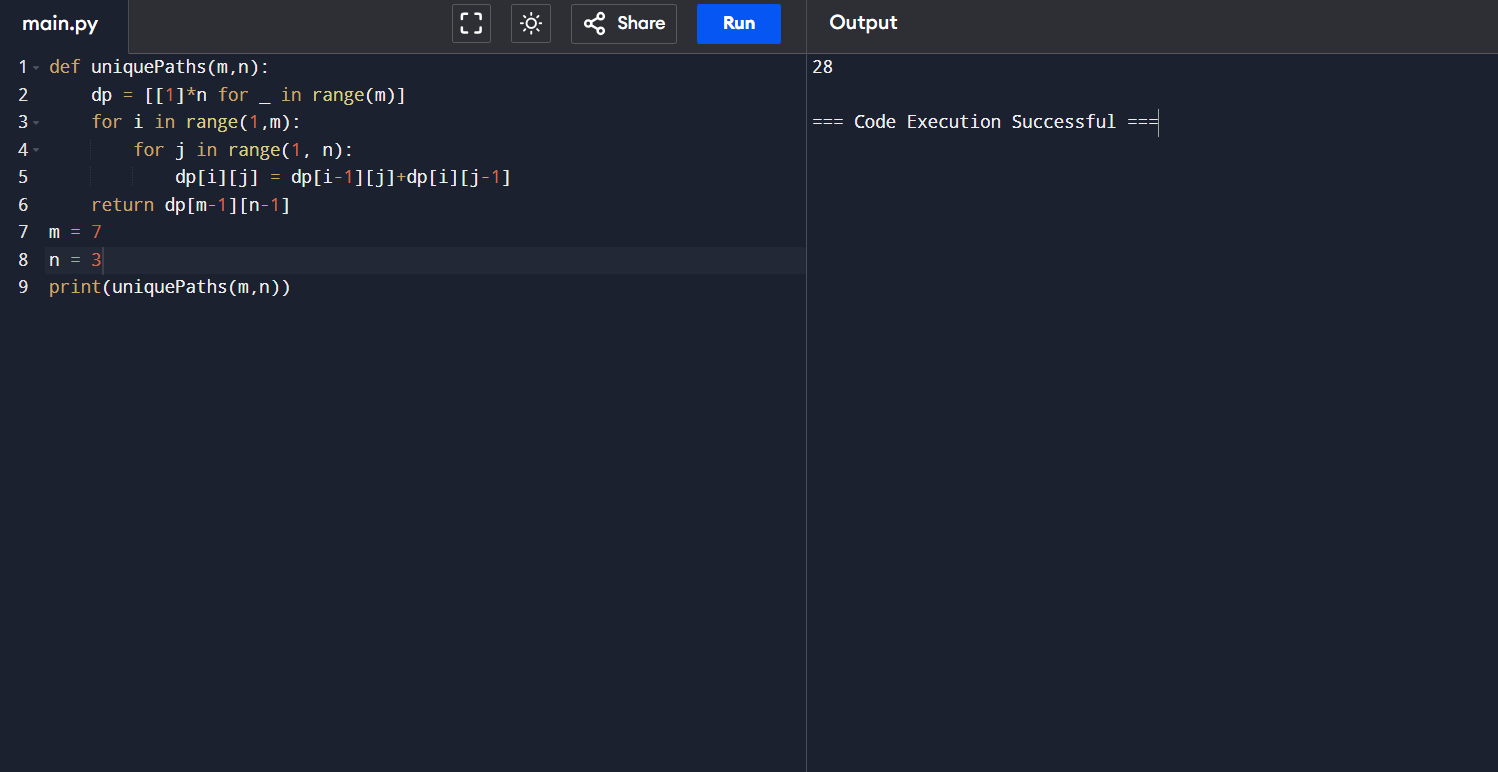 main.py
Share
Run
Output
1 def uniquePaths(m,n):
2     dp = [[1]*n for _ in range(m)]
3     for i in range(1,m):
4         for j in range(1, n):
5             dp[i][j] = dp[i-1][j]+dp[i][j-1]
6     return dp[m-1][n-1]
7 m = 7
8 n = 3
9 print(uniquePaths(m,n))
28
=== Code Execution Successful ===